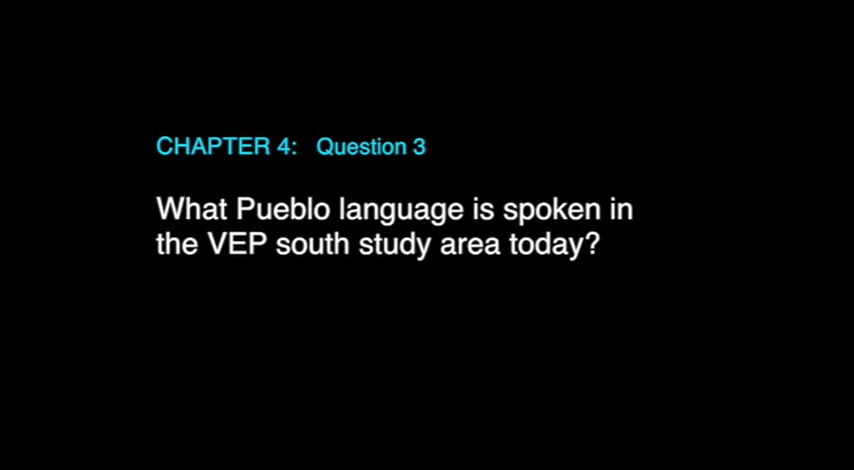 CHAPTER 4: Question 3
What Pueblo language is spoken in
the VEP south study area today?